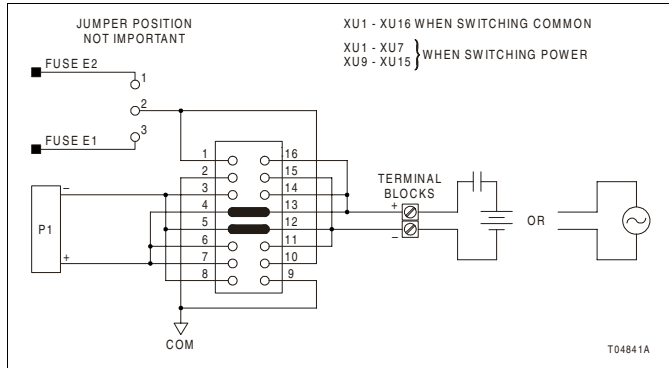 JUMPER POSITION
NOT IMPORTANT
XU1 - XU16 WHEN SWITCHING COMMON
XU1 - XU7
XU9 - XU15
WHEN SWITCHING POWER
FUSE E2
1
2
3
FUSE E1
1 16
2 15
3 14
4 13
5 12
6 11
7 10
8 9
P1
–
+
TERMINAL
BLOCKS
+
–
OR
COM
T04841A